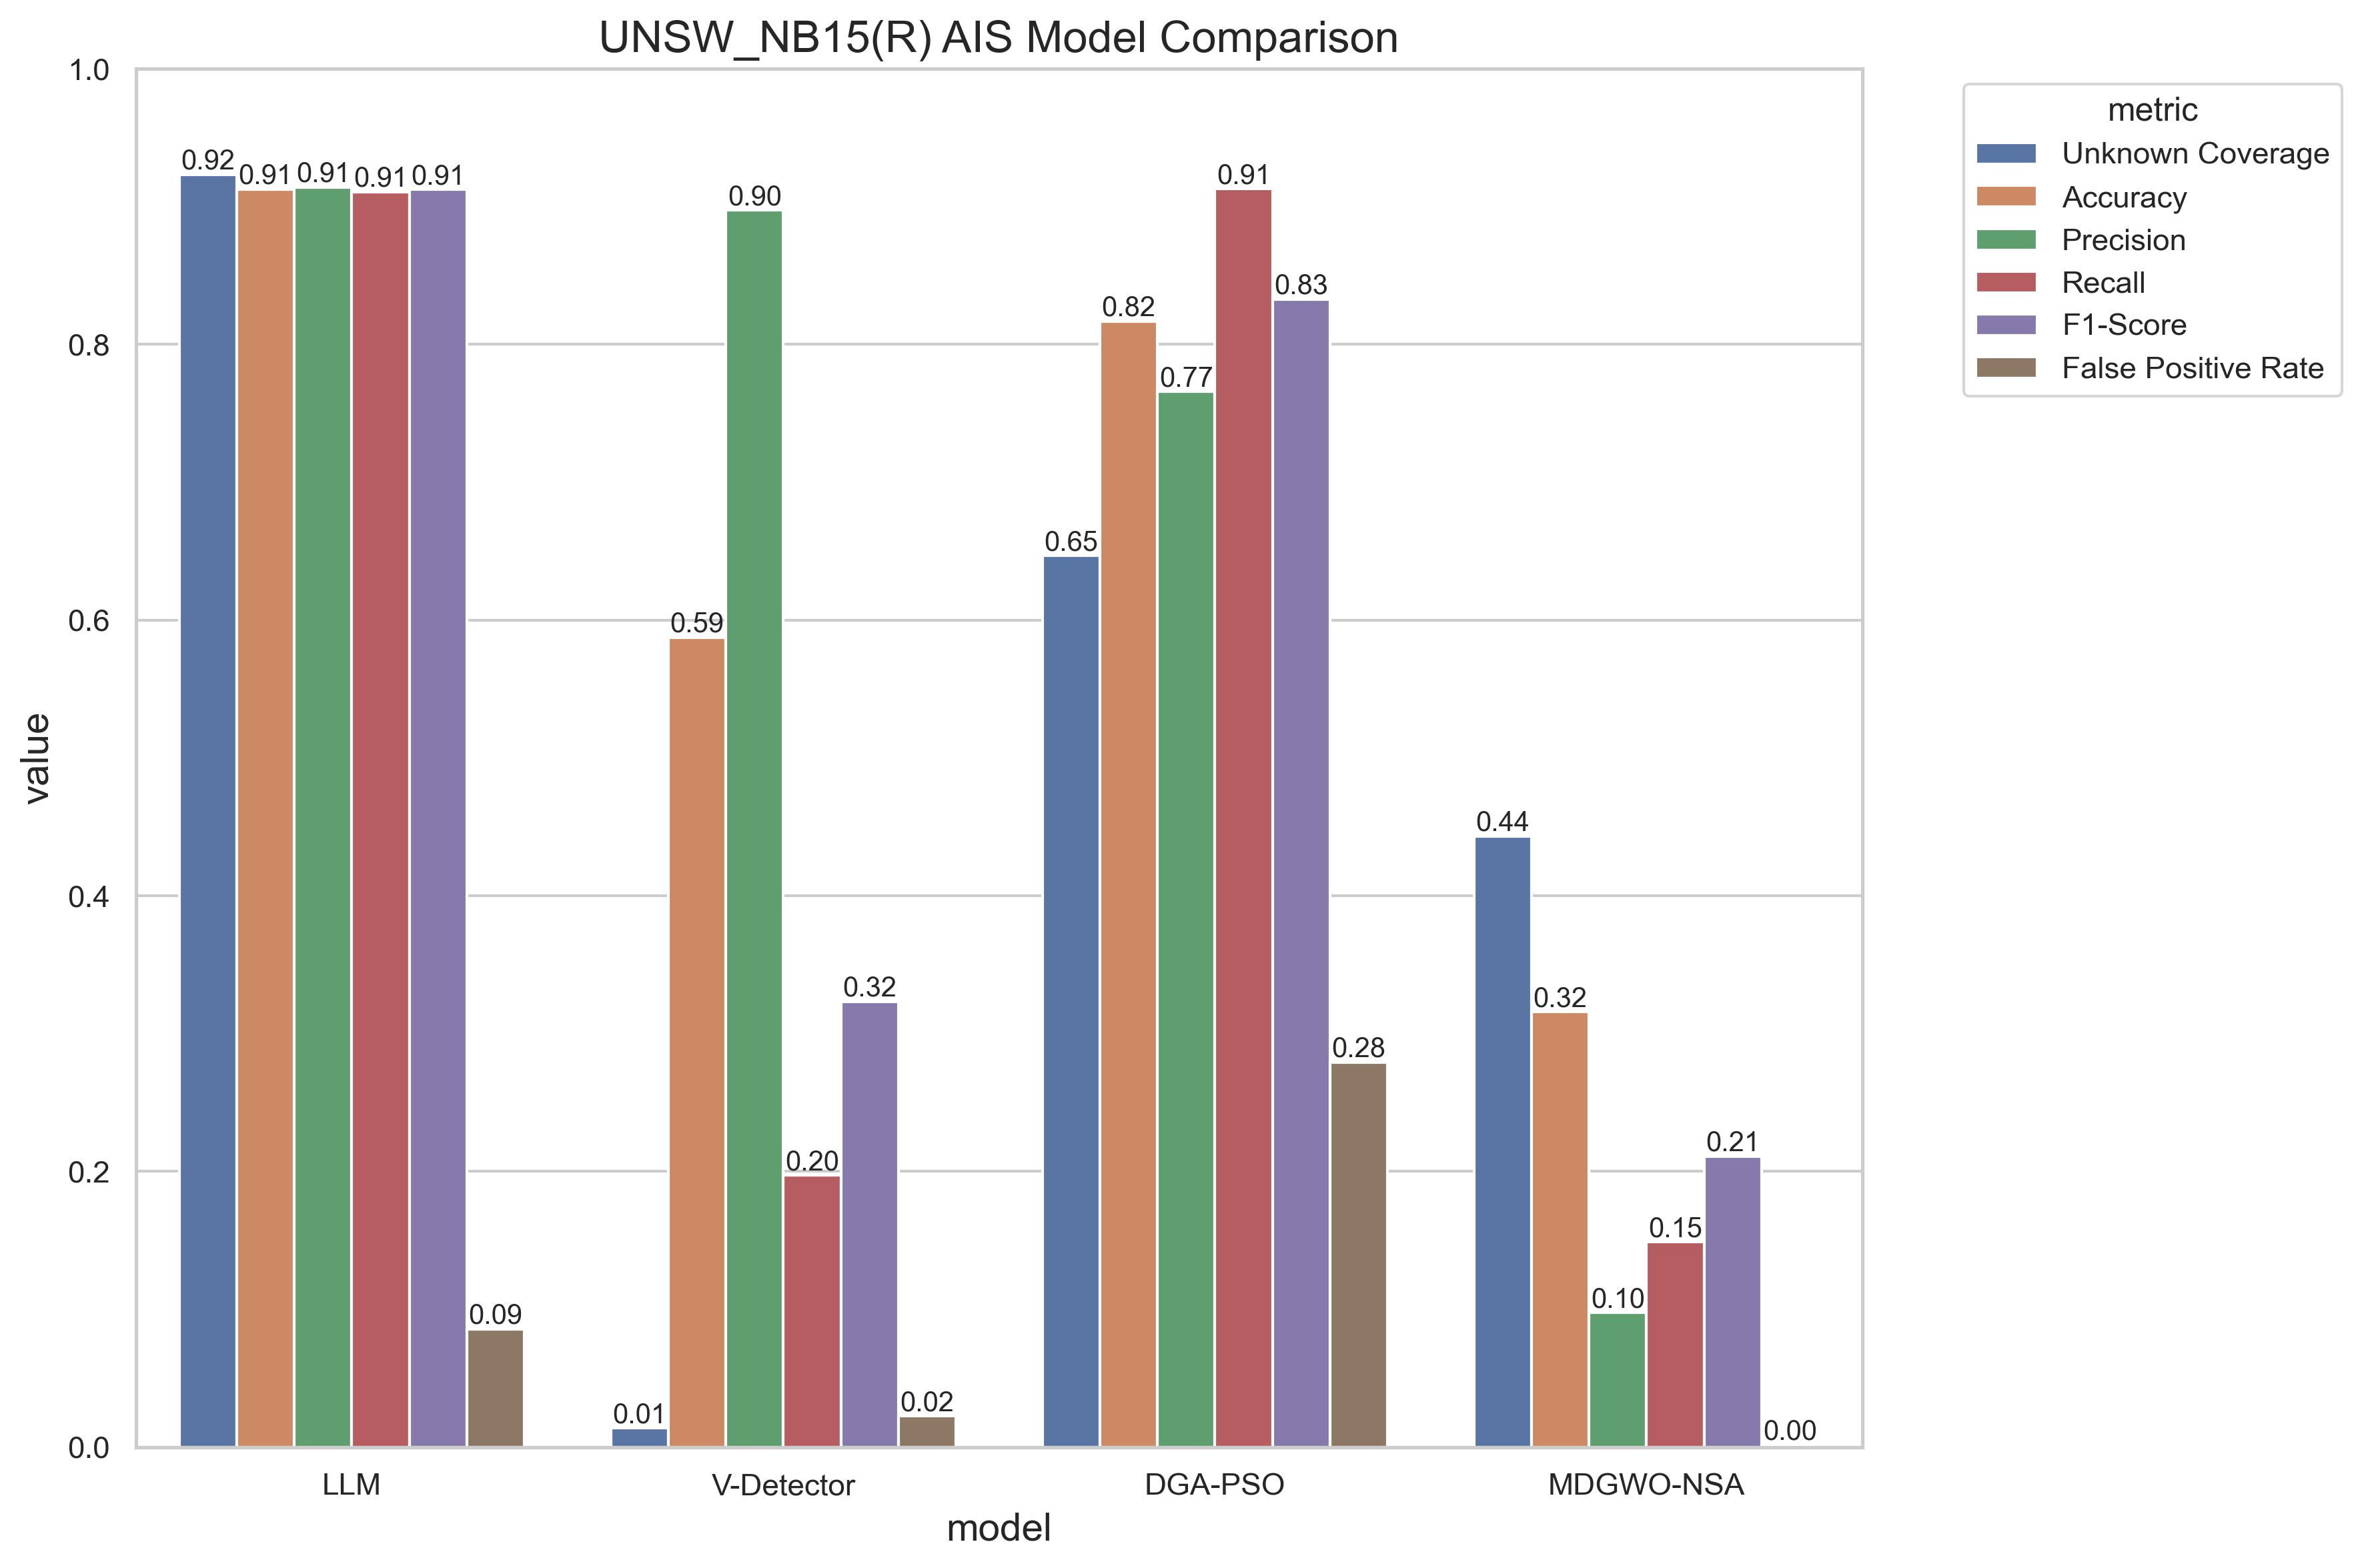 UNSW_NB15(R) AIS Model Comparison
1.0
0.8
0.6
0.4
0.2
0.0
value
0.92
0.91
0.91
0.91
0.91
0.09
0.01
0.59
0.90
0.20
0.32
0.02
0.65
0.82
0.77
0.91
0.83
0.28
0.44
0.32
0.10
0.15
0.21
0.00
LLM
V-Detector
DGA-PSO
MDGWO-NSA
model
metric
Unknown Coverage
Accuracy
Precision
Recall
F1-Score
False Positive Rate